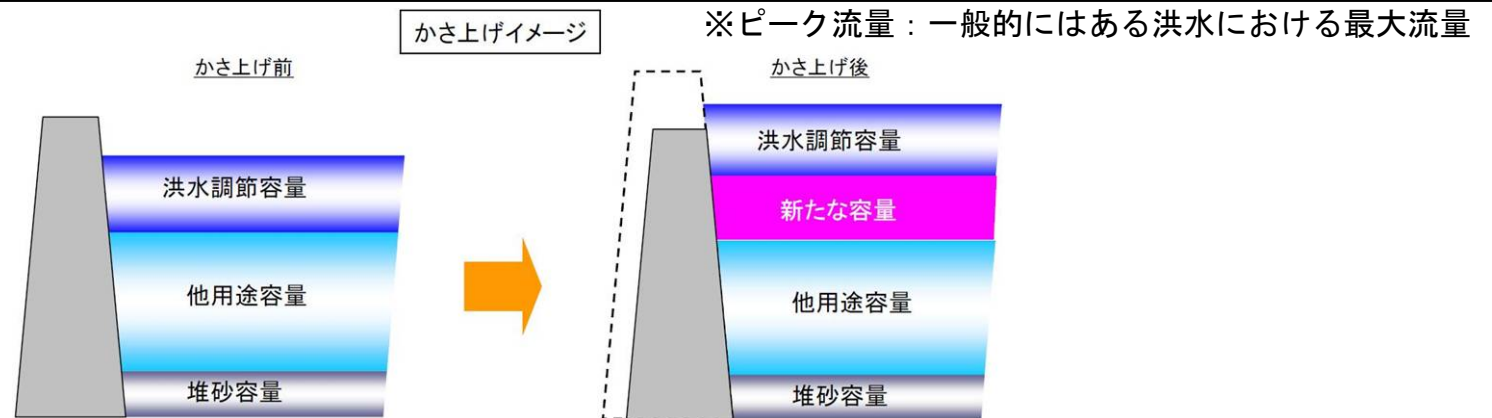 かさ上げイメージ
※ピーク流量：一般的にはある洪水における最大流量
かさ上げ前
洪水調節容量
他用途容量
堆砂容量
かさ上げ後
洪水調節容量
新たな容量
他用途容量
堆砂容量